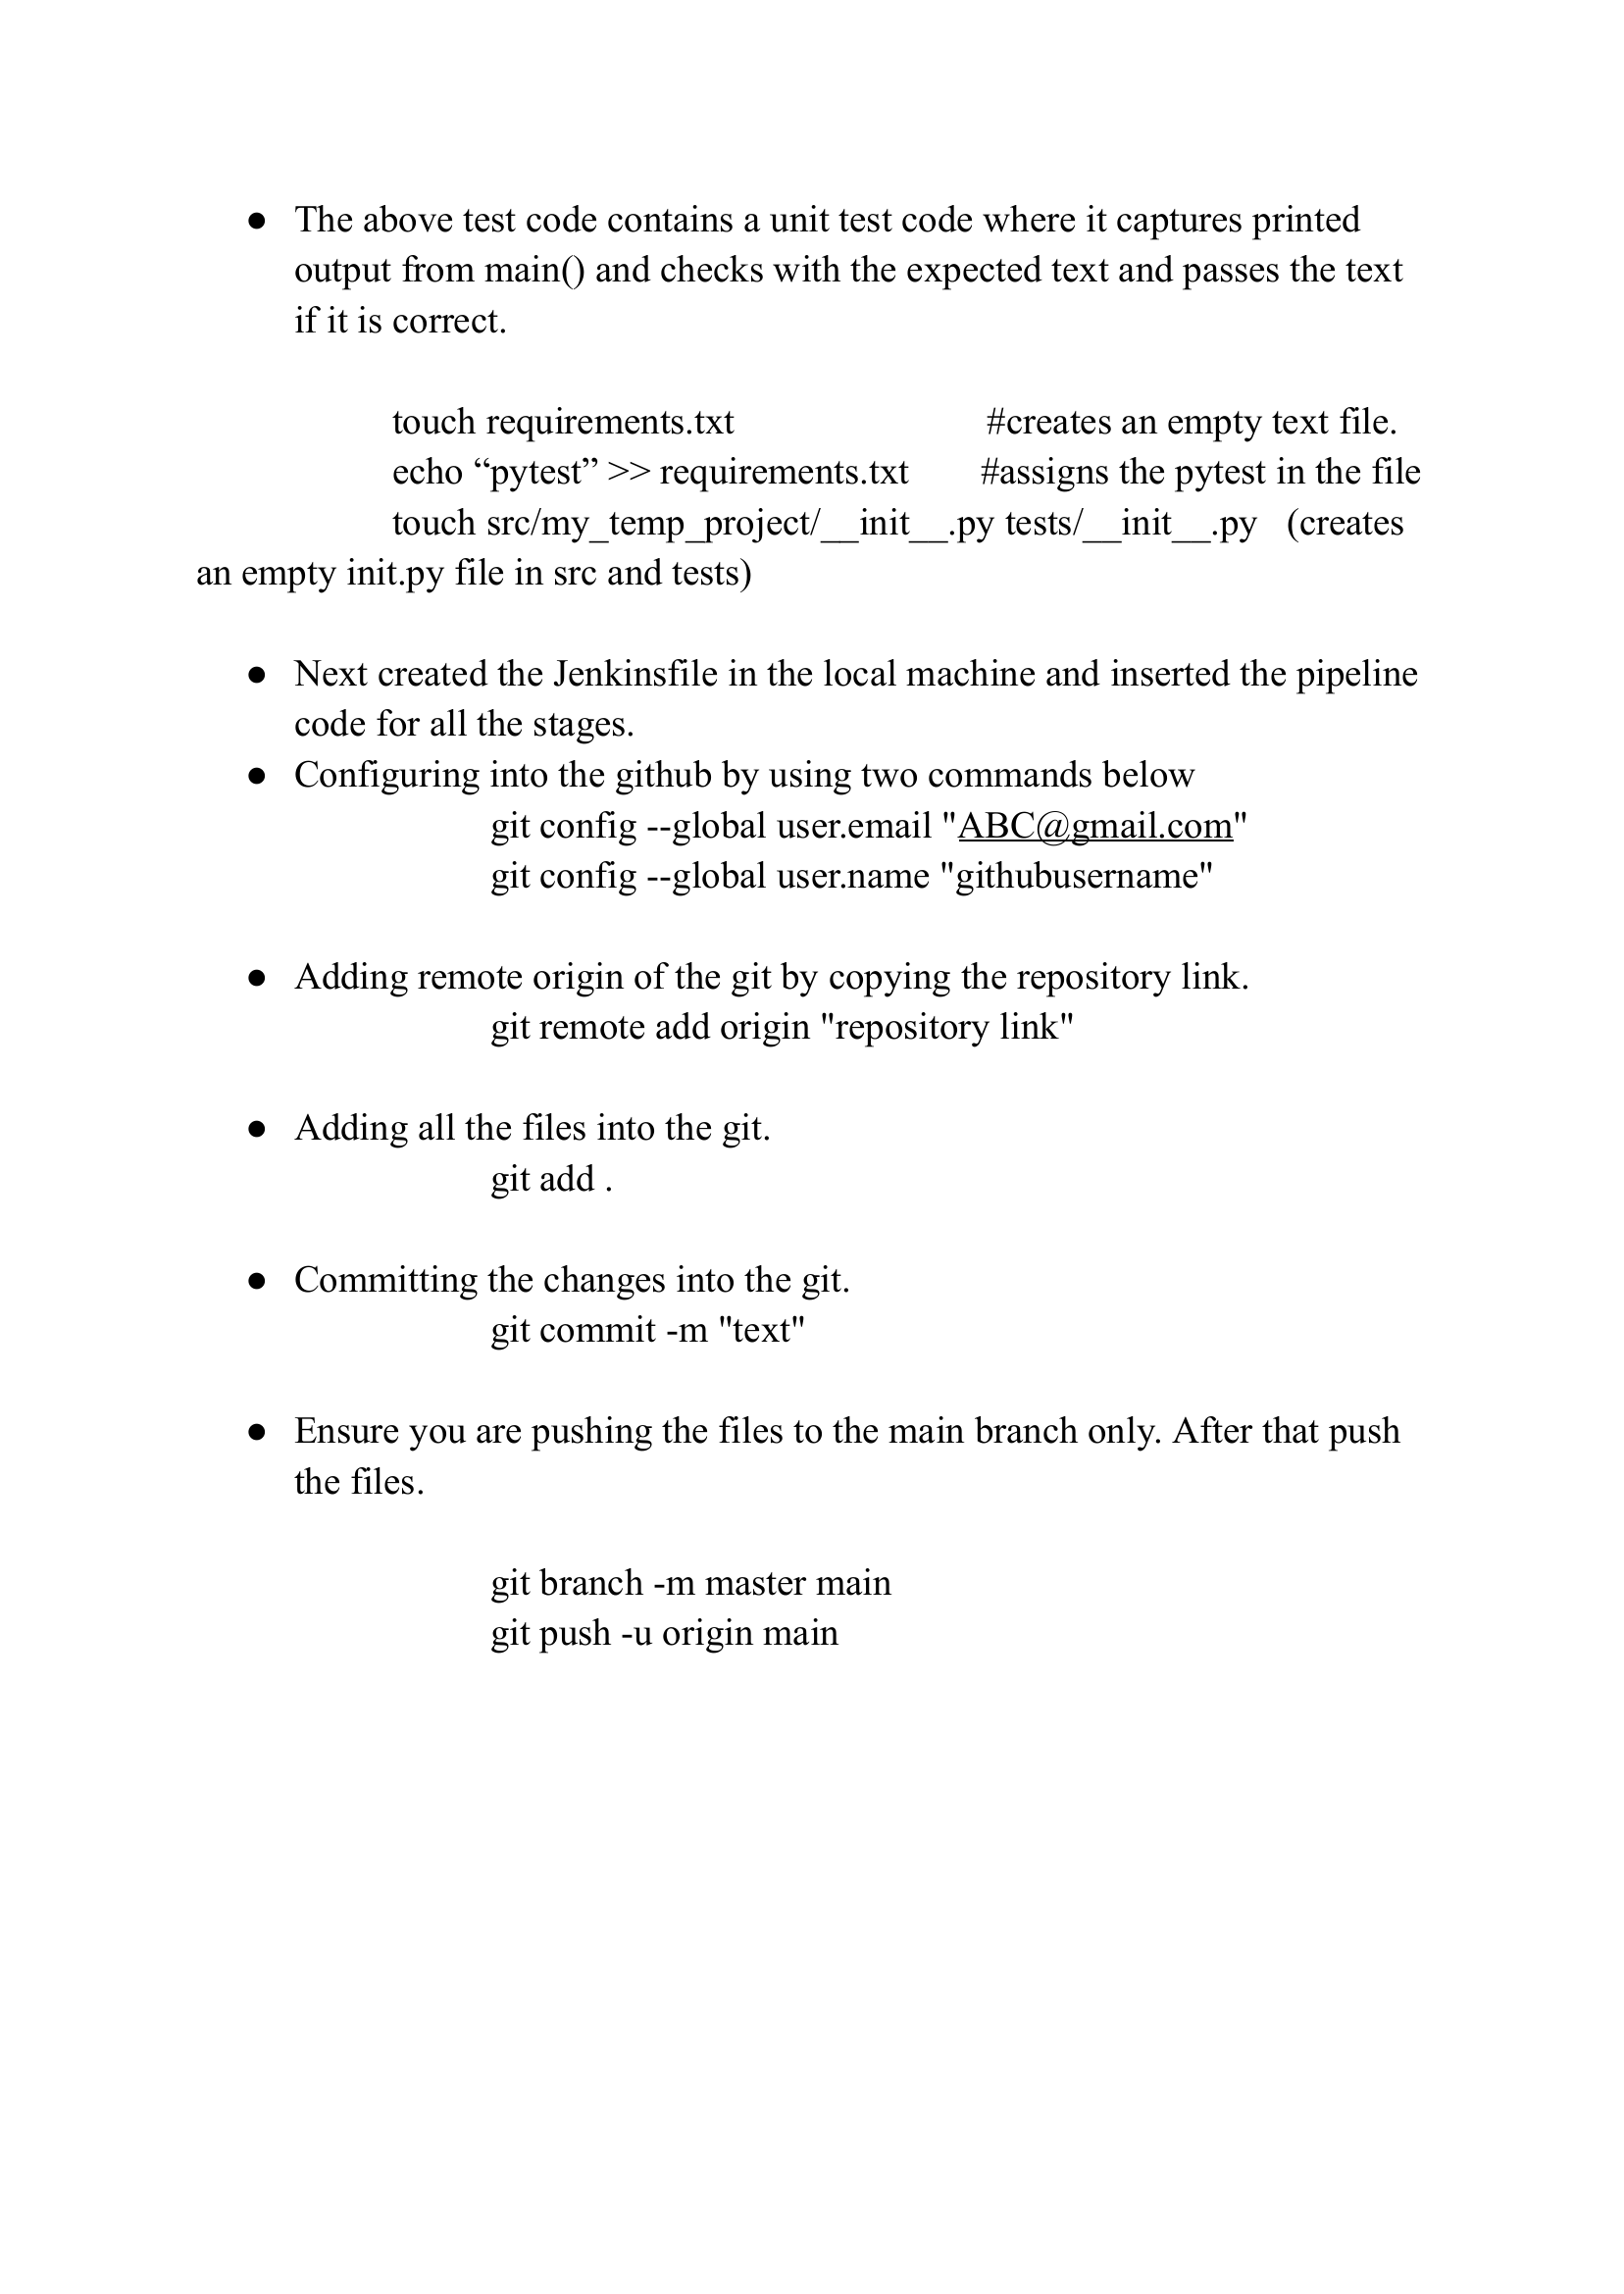 ● The above test code contains a unit test code where it captures printed
output from main() and checks with the expected text and passes the text
if it is correct.
touch requirements.txt #creates an empty text file.
echo “pytest” >> requirements.txt #assigns the pytest in the file
touch src/my_temp_project/__init__.py tests/__init__.py (creates
an empty init.py file in src and tests)
● Next created the Jenkinsfile in the local machine and inserted the pipeline
code for all the stages.
● Configuring into the github by using two commands below
git config --global user.email "ABC@gmail.com"
git config --global user.name "githubusername"
● Adding remote origin of the git by copying the repository link.
git remote add origin "repository link"
● Adding all the files into the git.
git add .
● Committing the changes into the git.
git commit -m "text"
● Ensure you are pushing the files to the main branch only. After that push
the files.
git branch -m master main
git push -u origin main